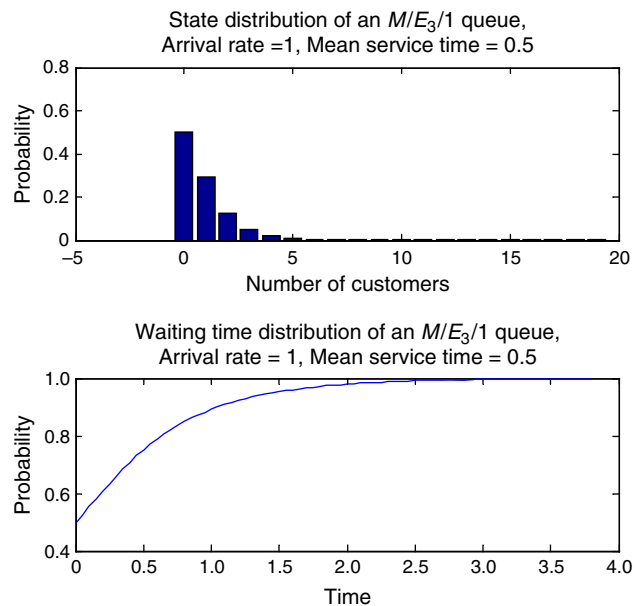 State distribution of an M/E₃/1 queue,
Arrival rate =1, Mean service time = 0.5
0.8
0.6
0.4
0.2
0
Probability
−5 0 5 10 15 20
Number of customers
Waiting time distribution of an M/E₃/1 queue,
Arrival rate = 1, Mean service time = 0.5
1.0
0.8
0.6
0.4
Probability
0 0.5 1.0 1.5 2.0 2.5 3.0 3.5 4.0
Time